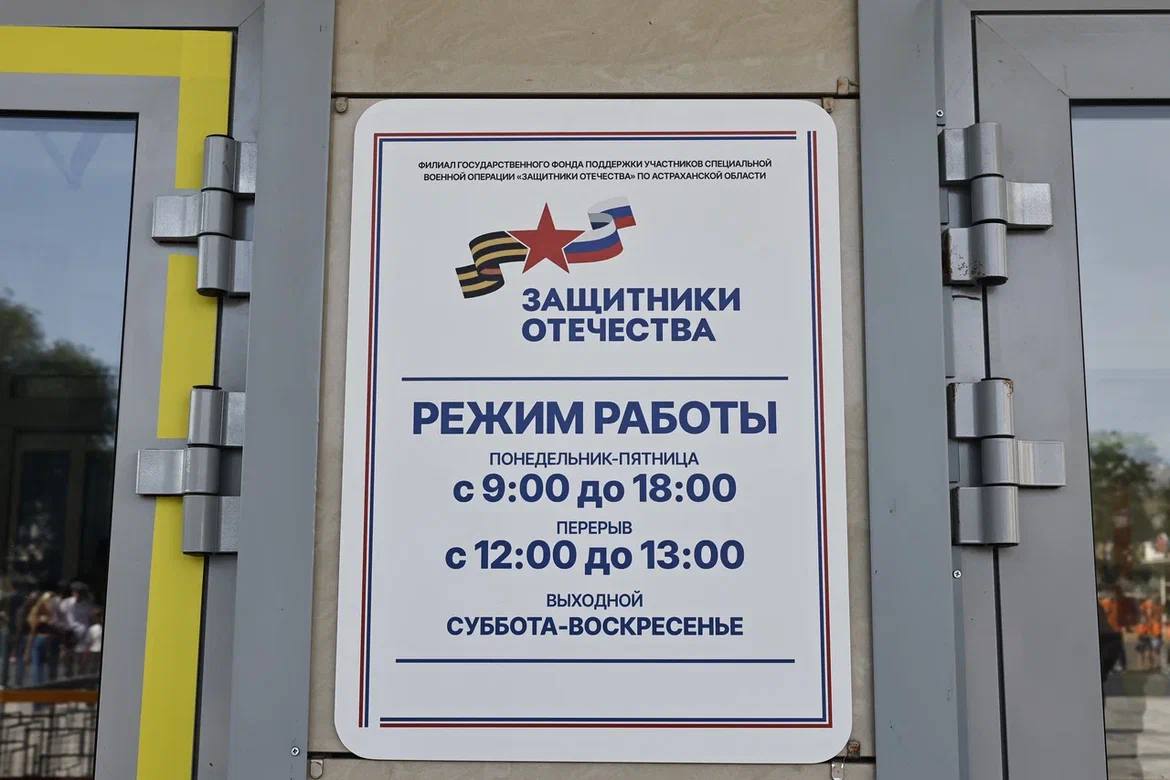 ФИЛИАЛ ГОСУДАРСТВЕННОГО ФОНДА ПОДДЕРЖКИ УЧАСТНИКОВ СПЕЦИАЛЬНОЙ
ВОЕННОЙ ОПЕРАЦИИ «ЗАЩИТНИКИ ОТЕЧЕСТВА» ПО АСТРАХАНСКОЙ ОБЛАСТИ
ЗАЩИТНИКИ
ОТЕЧЕСТВА
РЕЖИМ РАБОТЫ
ПОНЕДЕЛЬНИК-ПЯТНИЦА
с 9:00 до 18:00
ПЕРЕРЫВ
с 12:00 до 13:00
ВЫХОДНОЙ
СУББОТА-ВОСКРЕСЕНЬЕ